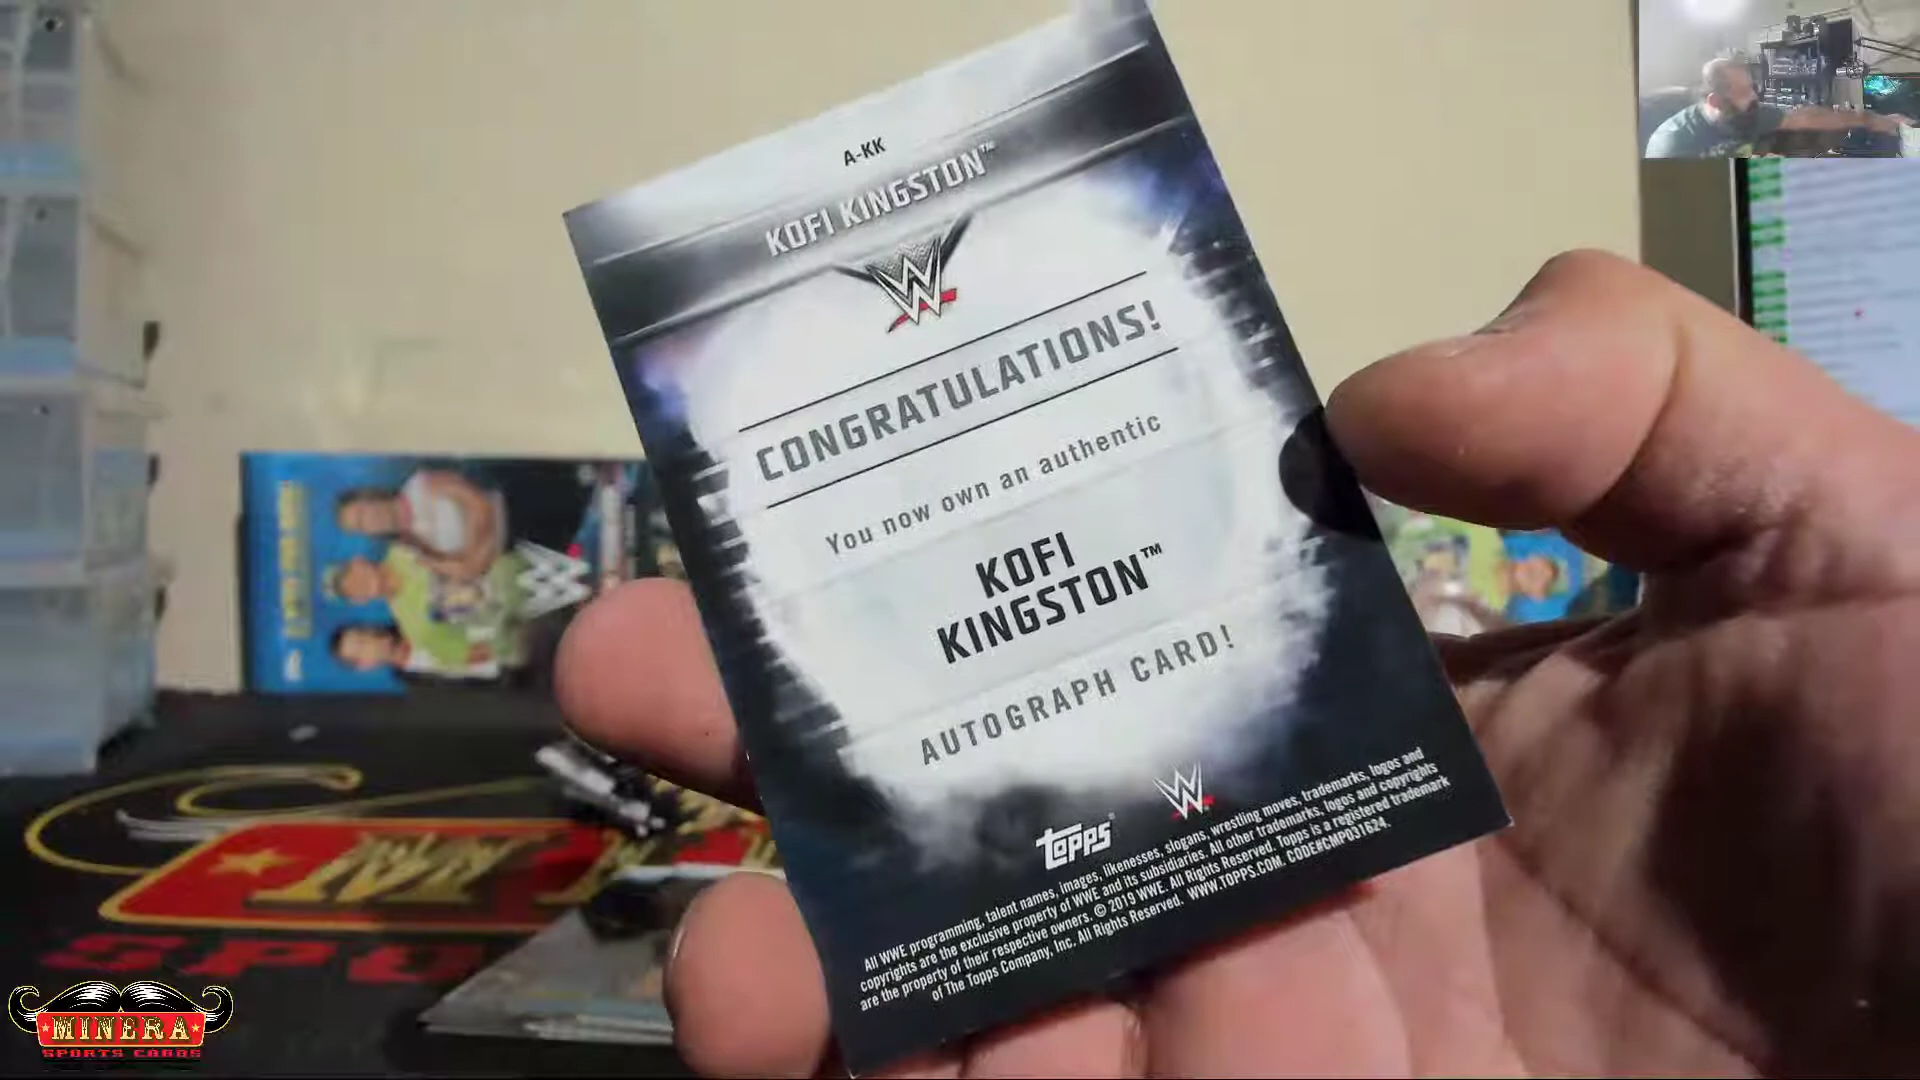 A-KK
KOFI KINGSTON™
W
CONGRATULATIONS!
You now own an authentic
KOFI
KINGSTON™
AUTOGRAPH CARD!
topps W
All WWE programming, talent names, images, likenesses, slogans, wrestling moves, trademarks, logos and
copyrights are the exclusive property of WWE and its subsidiaries. All other trademarks, logos and copyrights
are the property of their respective owners. © 2019 WWE. All Rights Reserved. Topps is a registered trademark
of The Topps Company, Inc. All Rights Reserved. WWW.TOPPS.COM. CODE#CMP031624.
MINERA
SPORTS CARDS